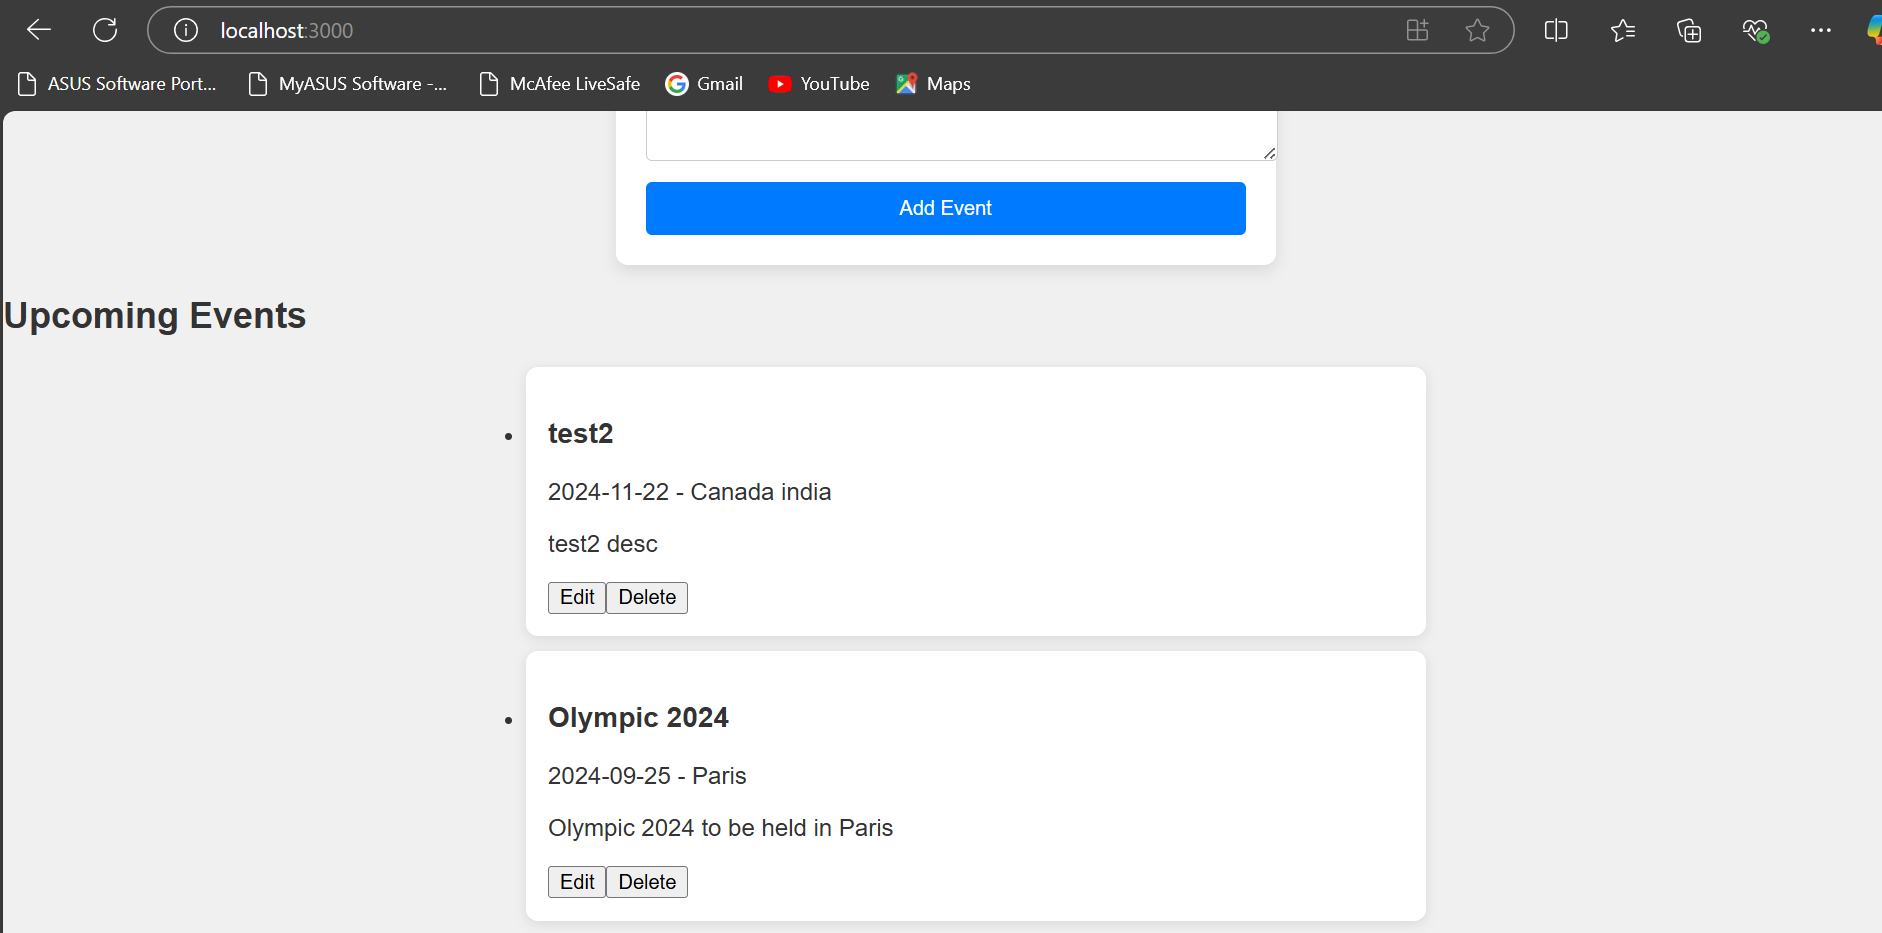 localhost:3000
ASUS Software Port... MyASUS Software -... McAfee LiveSafe Gmail YouTube Maps
Add Event
Upcoming Events
test2
2024-11-22 - Canada india
test2 desc
Edit Delete
Olympic 2024
2024-09-25 - Paris
Olympic 2024 to be held in Paris
Edit Delete